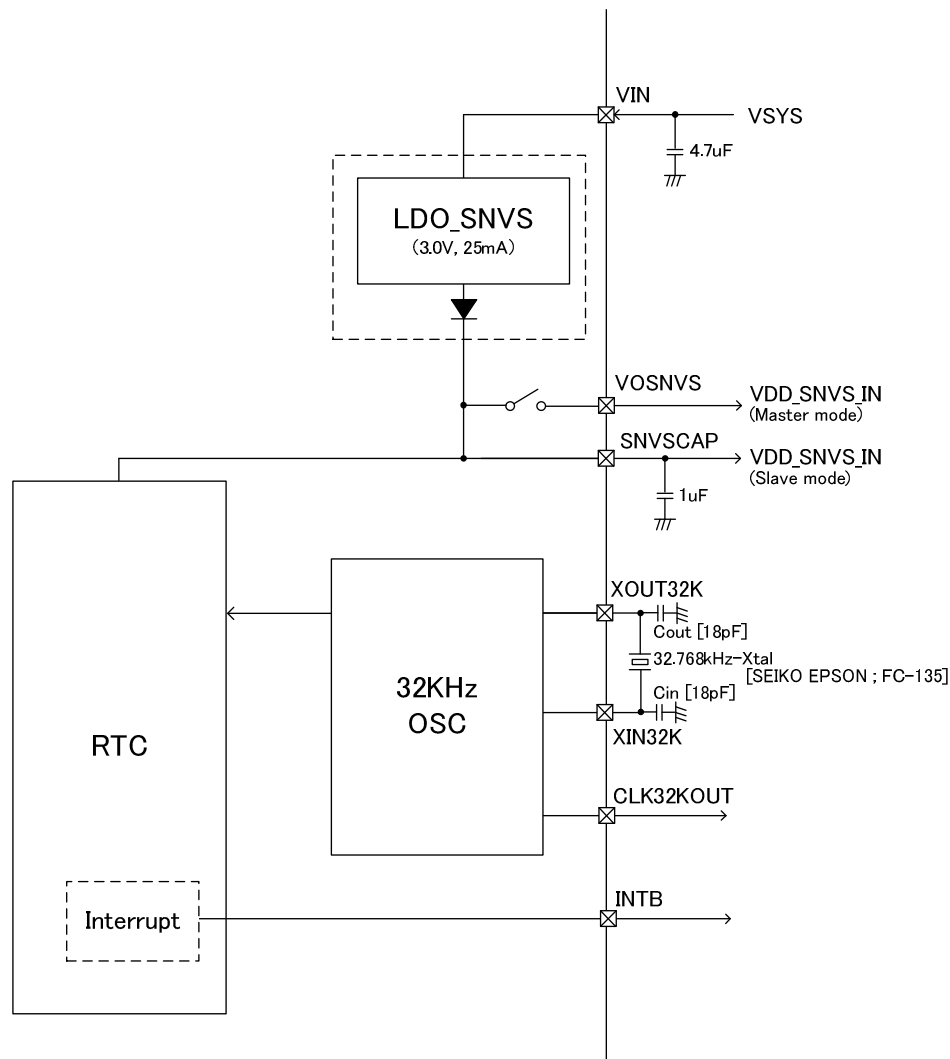 VIN
VSYS
4.7uF
LDO_SNVS
(3.0V, 25mA)
VOSNVS
VDD_SNVS_IN
(Master mode)
SNVSCAP
VDD_SNVS_IN
(Slave mode)
1uF
XOUT32K
Cout [18pF]
32.768kHz-Xtal
[SEIKO EPSON ; FC-135]
Cin [18pF]
XIN32K
32KHz
OSC
RTC
CLK32KOUT
Interrupt
INTB